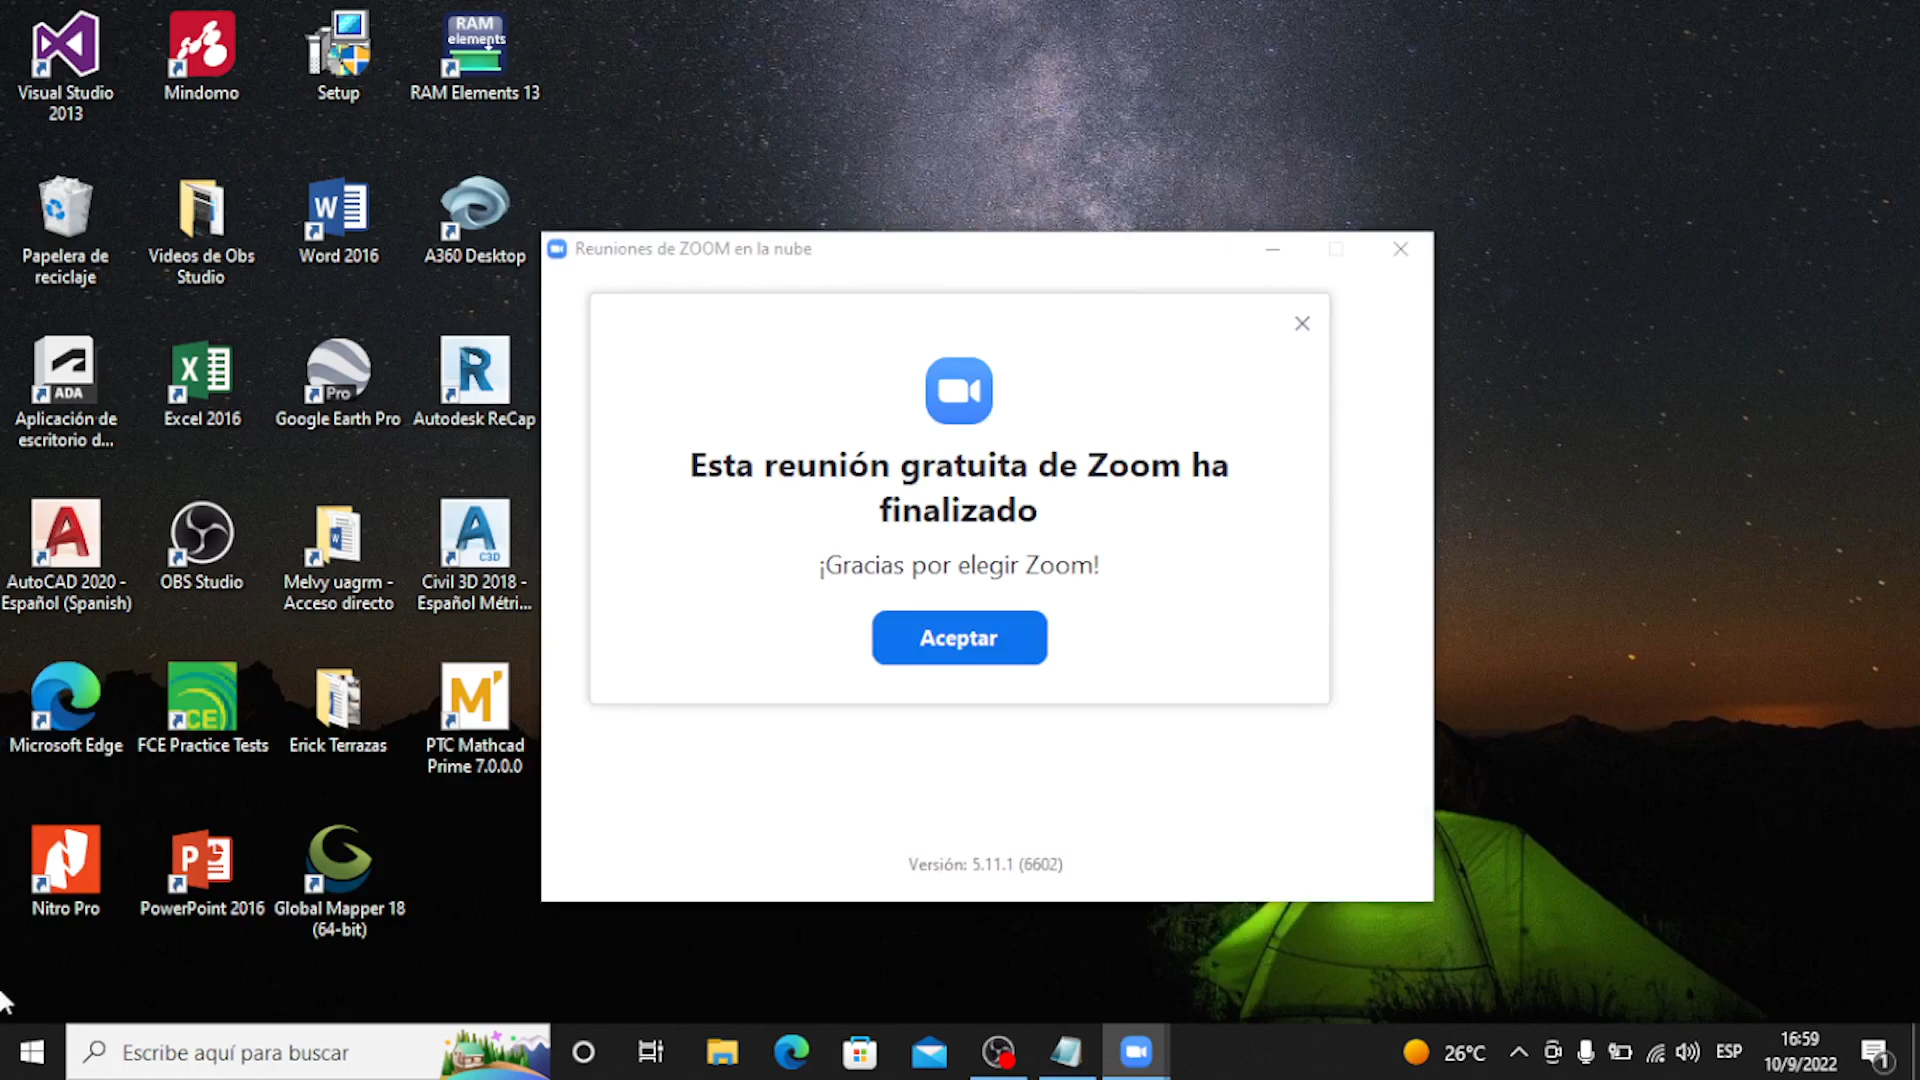 Visual Studio
2013
Mindomo
Setup
RAM
elements
RAM Elements 13
Papelera de
reciclaje
Videos de Obs
Studio
W
Word 2016
A360 Desktop
ADA
Aplicación de
escritorio d...
X
Excel 2016
Pro
Google Earth Pro
R
Autodesk ReCap
A
AutoCAD 2020 -
Español (Spanish)
OBS Studio
Melvy uagrm -
Acceso directo
A
C3D
Civil 3D 2018 -
Español Métri...
Microsoft Edge
FCE
FCE Practice Tests
Erick Terrazas
M'
PTC Mathcad
Prime 7.0.0.0
Nitro Pro
P
PowerPoint 2016
Global Mapper 18
(64-bit)
Reuniones de ZOOM en la nube
Esta reunión gratuita de Zoom ha
finalizado
¡Gracias por elegir Zoom!
Aceptar
Versión: 5.11.1 (6602)
Escribe aquí para buscar
26°C
ESP
16:59
10/9/2022
1